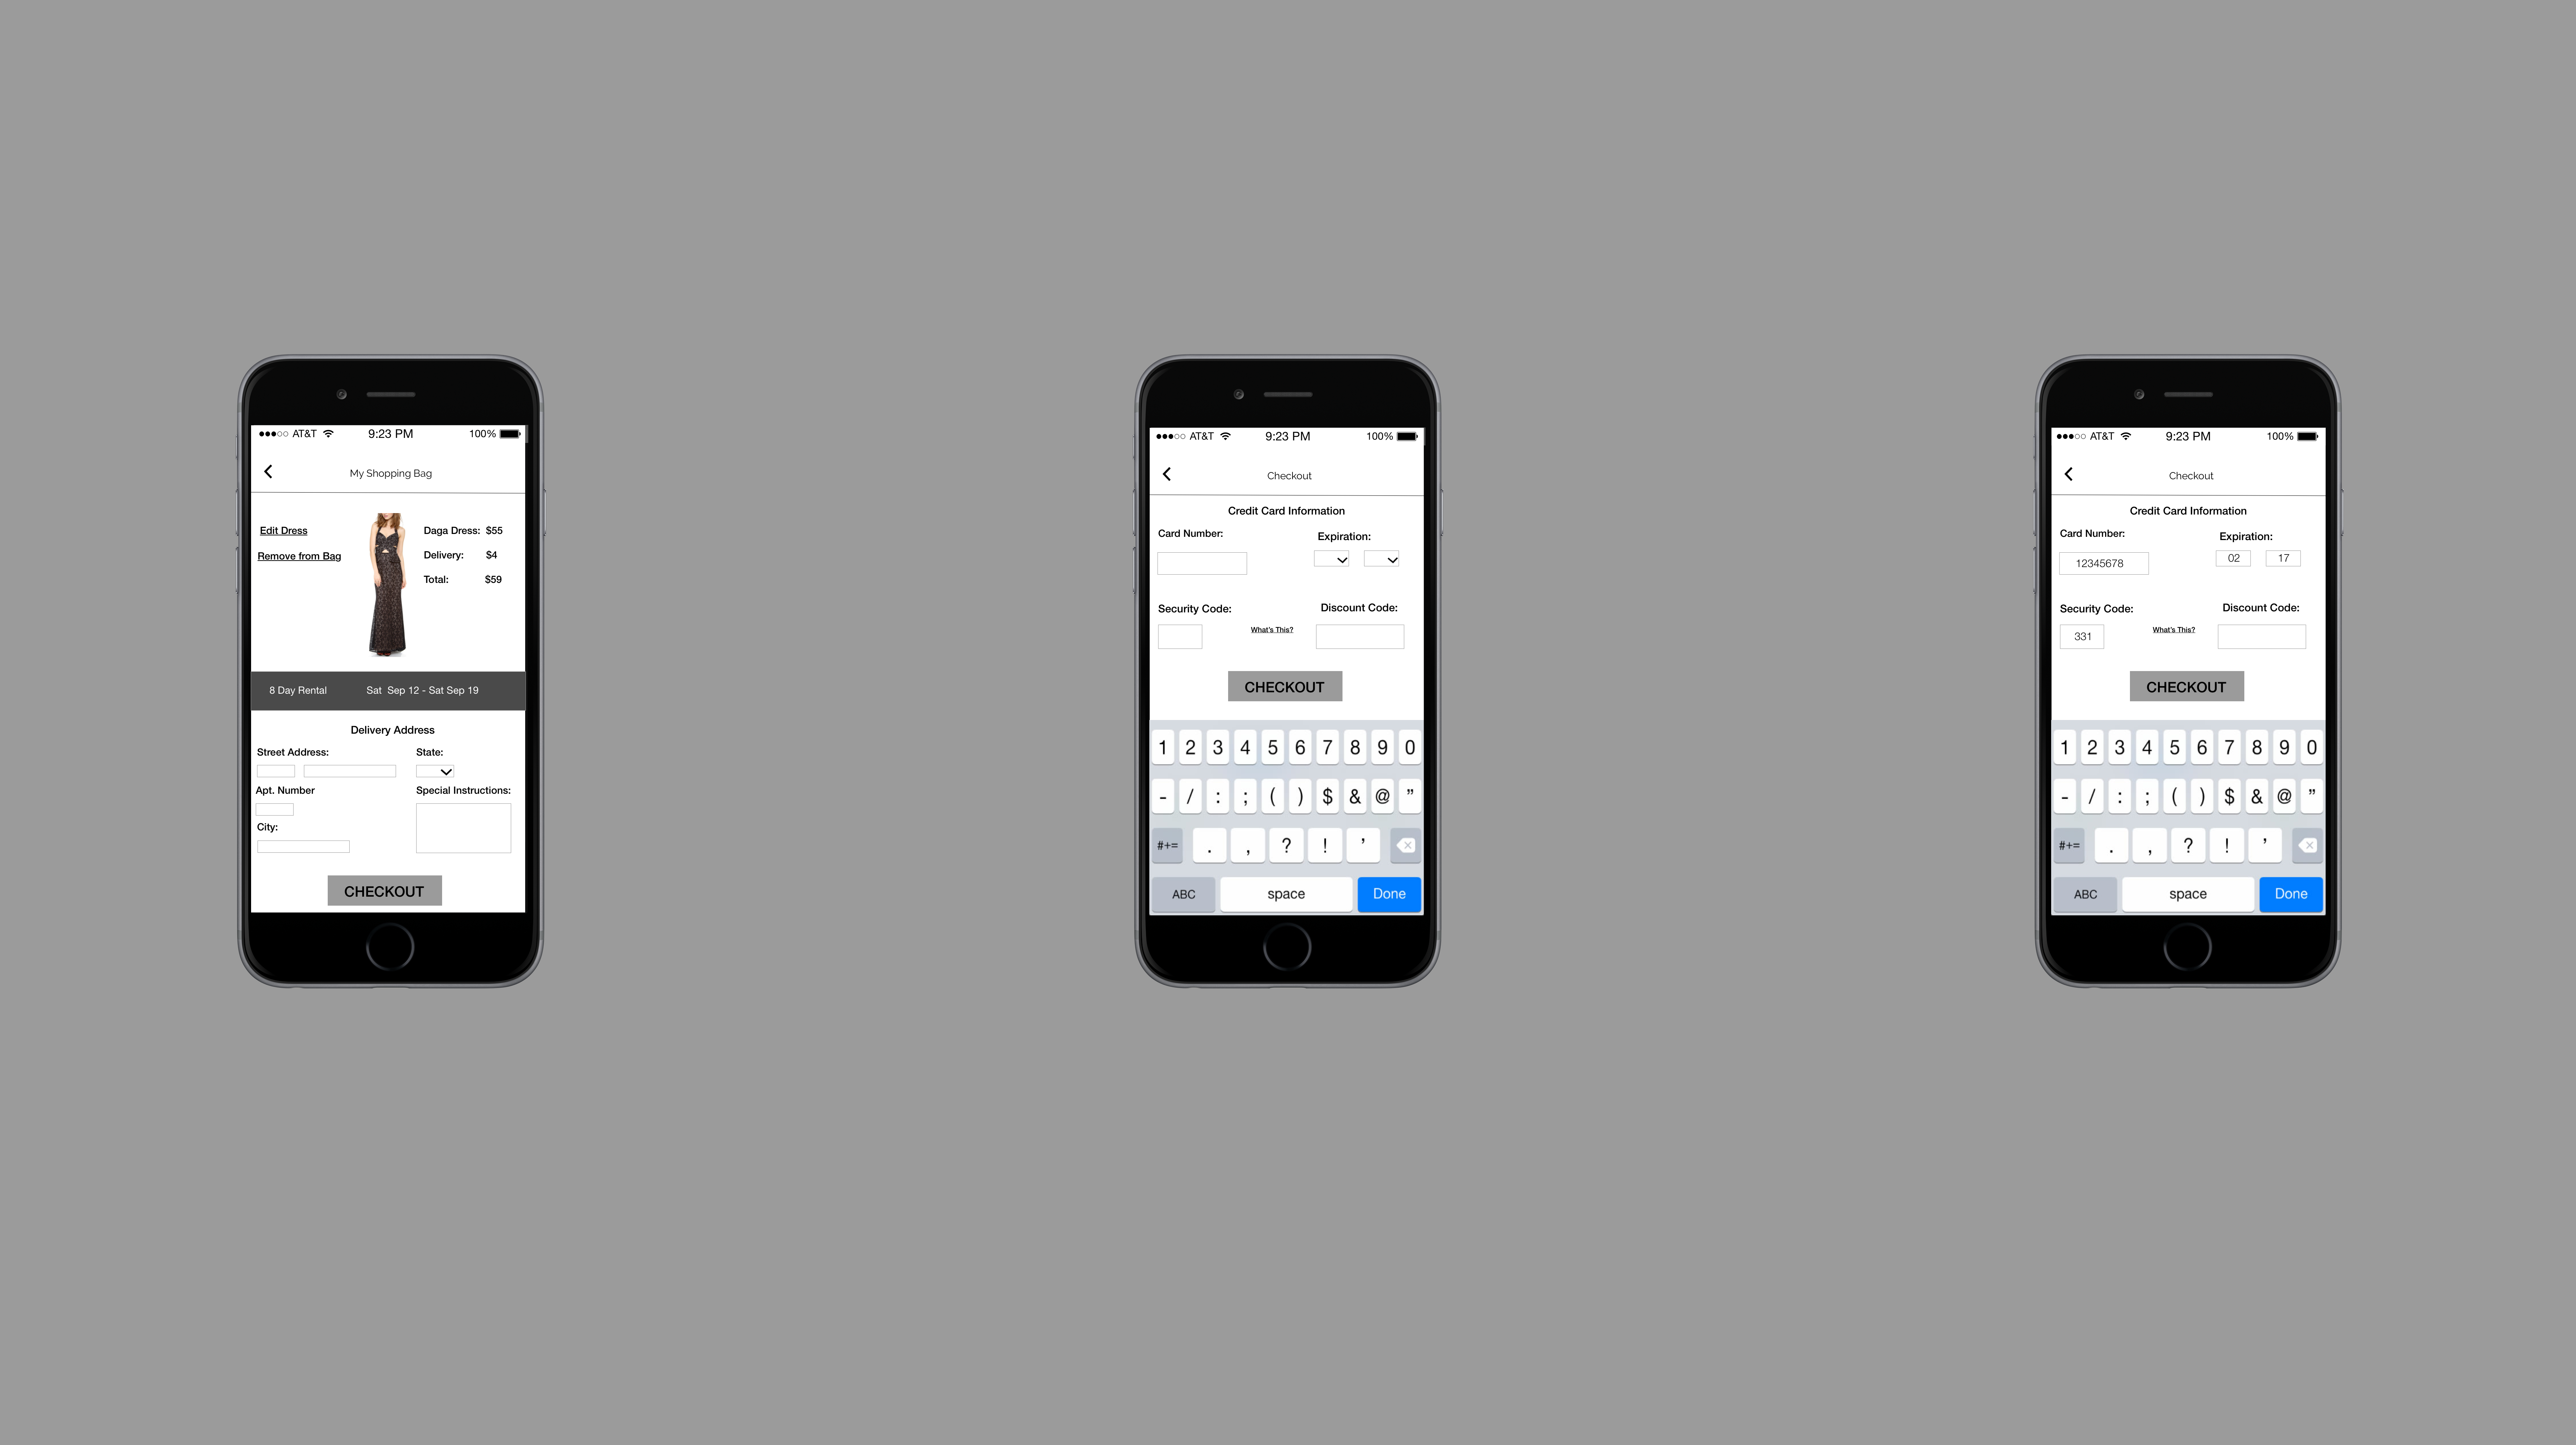 AT&T 9:23 PM 100%
My Shopping Bag
Edit Dress
Remove from Bag
Daga Dress: $55
Delivery: $4
Total: $59
8 Day Rental Sat Sep 12 - Sat Sep 19
Delivery Address
Street Address: State:
Apt. Number Special Instructions:
City:
CHECKOUT
AT&T 9:23 PM 100%
Checkout
Credit Card Information
Card Number: Expiration:
Security Code: Discount Code:
What's This?
CHECKOUT
1 2 3 4 5 6 7 8 9 0
- / : ; ( ) $ & @ ”
#+= . , ? ! ’
ABC space Done
AT&T 9:23 PM 100%
Checkout
Credit Card Information
Card Number: Expiration:
12345678 02 17
Security Code: Discount Code:
331 What's This?
CHECKOUT
1 2 3 4 5 6 7 8 9 0
- / : ; ( ) $ & @ ”
#+= . , ? ! ’
ABC space Done